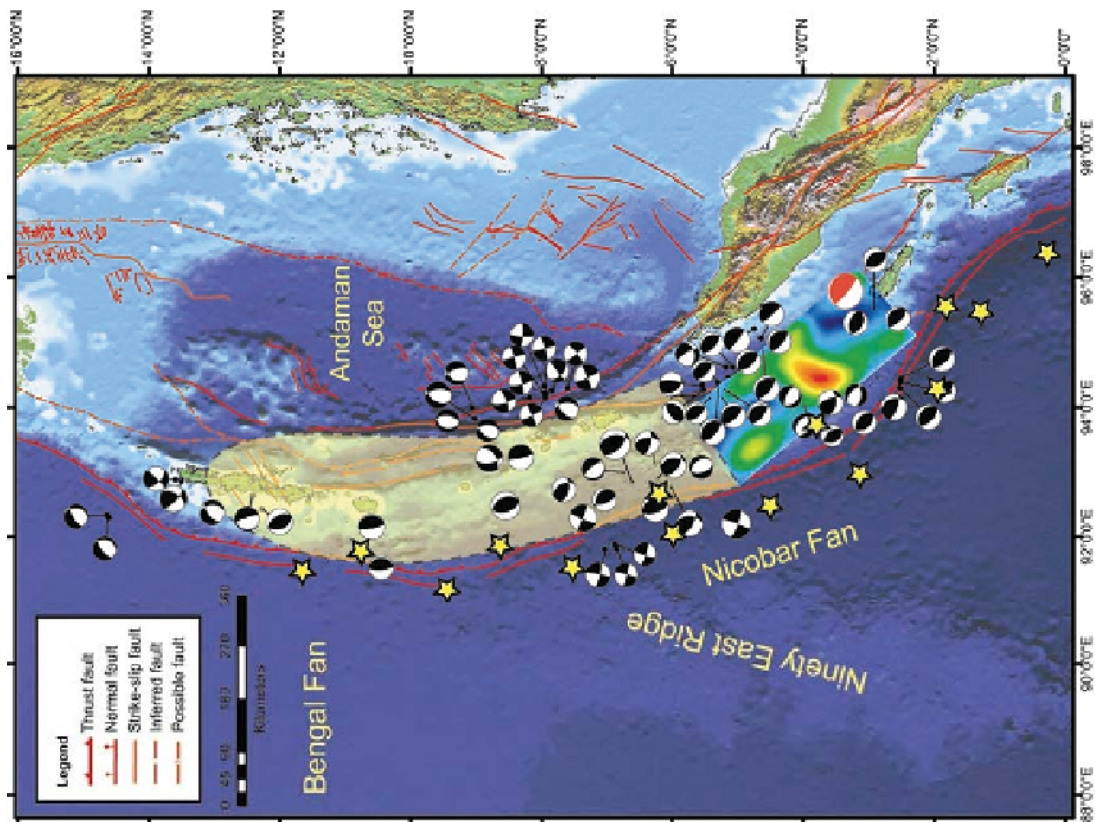 Legend
Thrust fault
Normal fault
Strike-slip fault
Inferred fault
Possible fault
0 45 90 180 270 360
Kilometers
Bengal Fan
Andaman
Sea
Nicobar Fan
Ninety East Ridge
16°0'0"N
14°0'0"N
12°0'0"N
10°0'0"N
8°0'0"N
6°0'0"N
4°0'0"N
2°0'0"N
0°0'0"
88°0'0"E
90°0'0"E
92°0'0"E
94°0'0"E
96°0'0"E
98°0'0"E